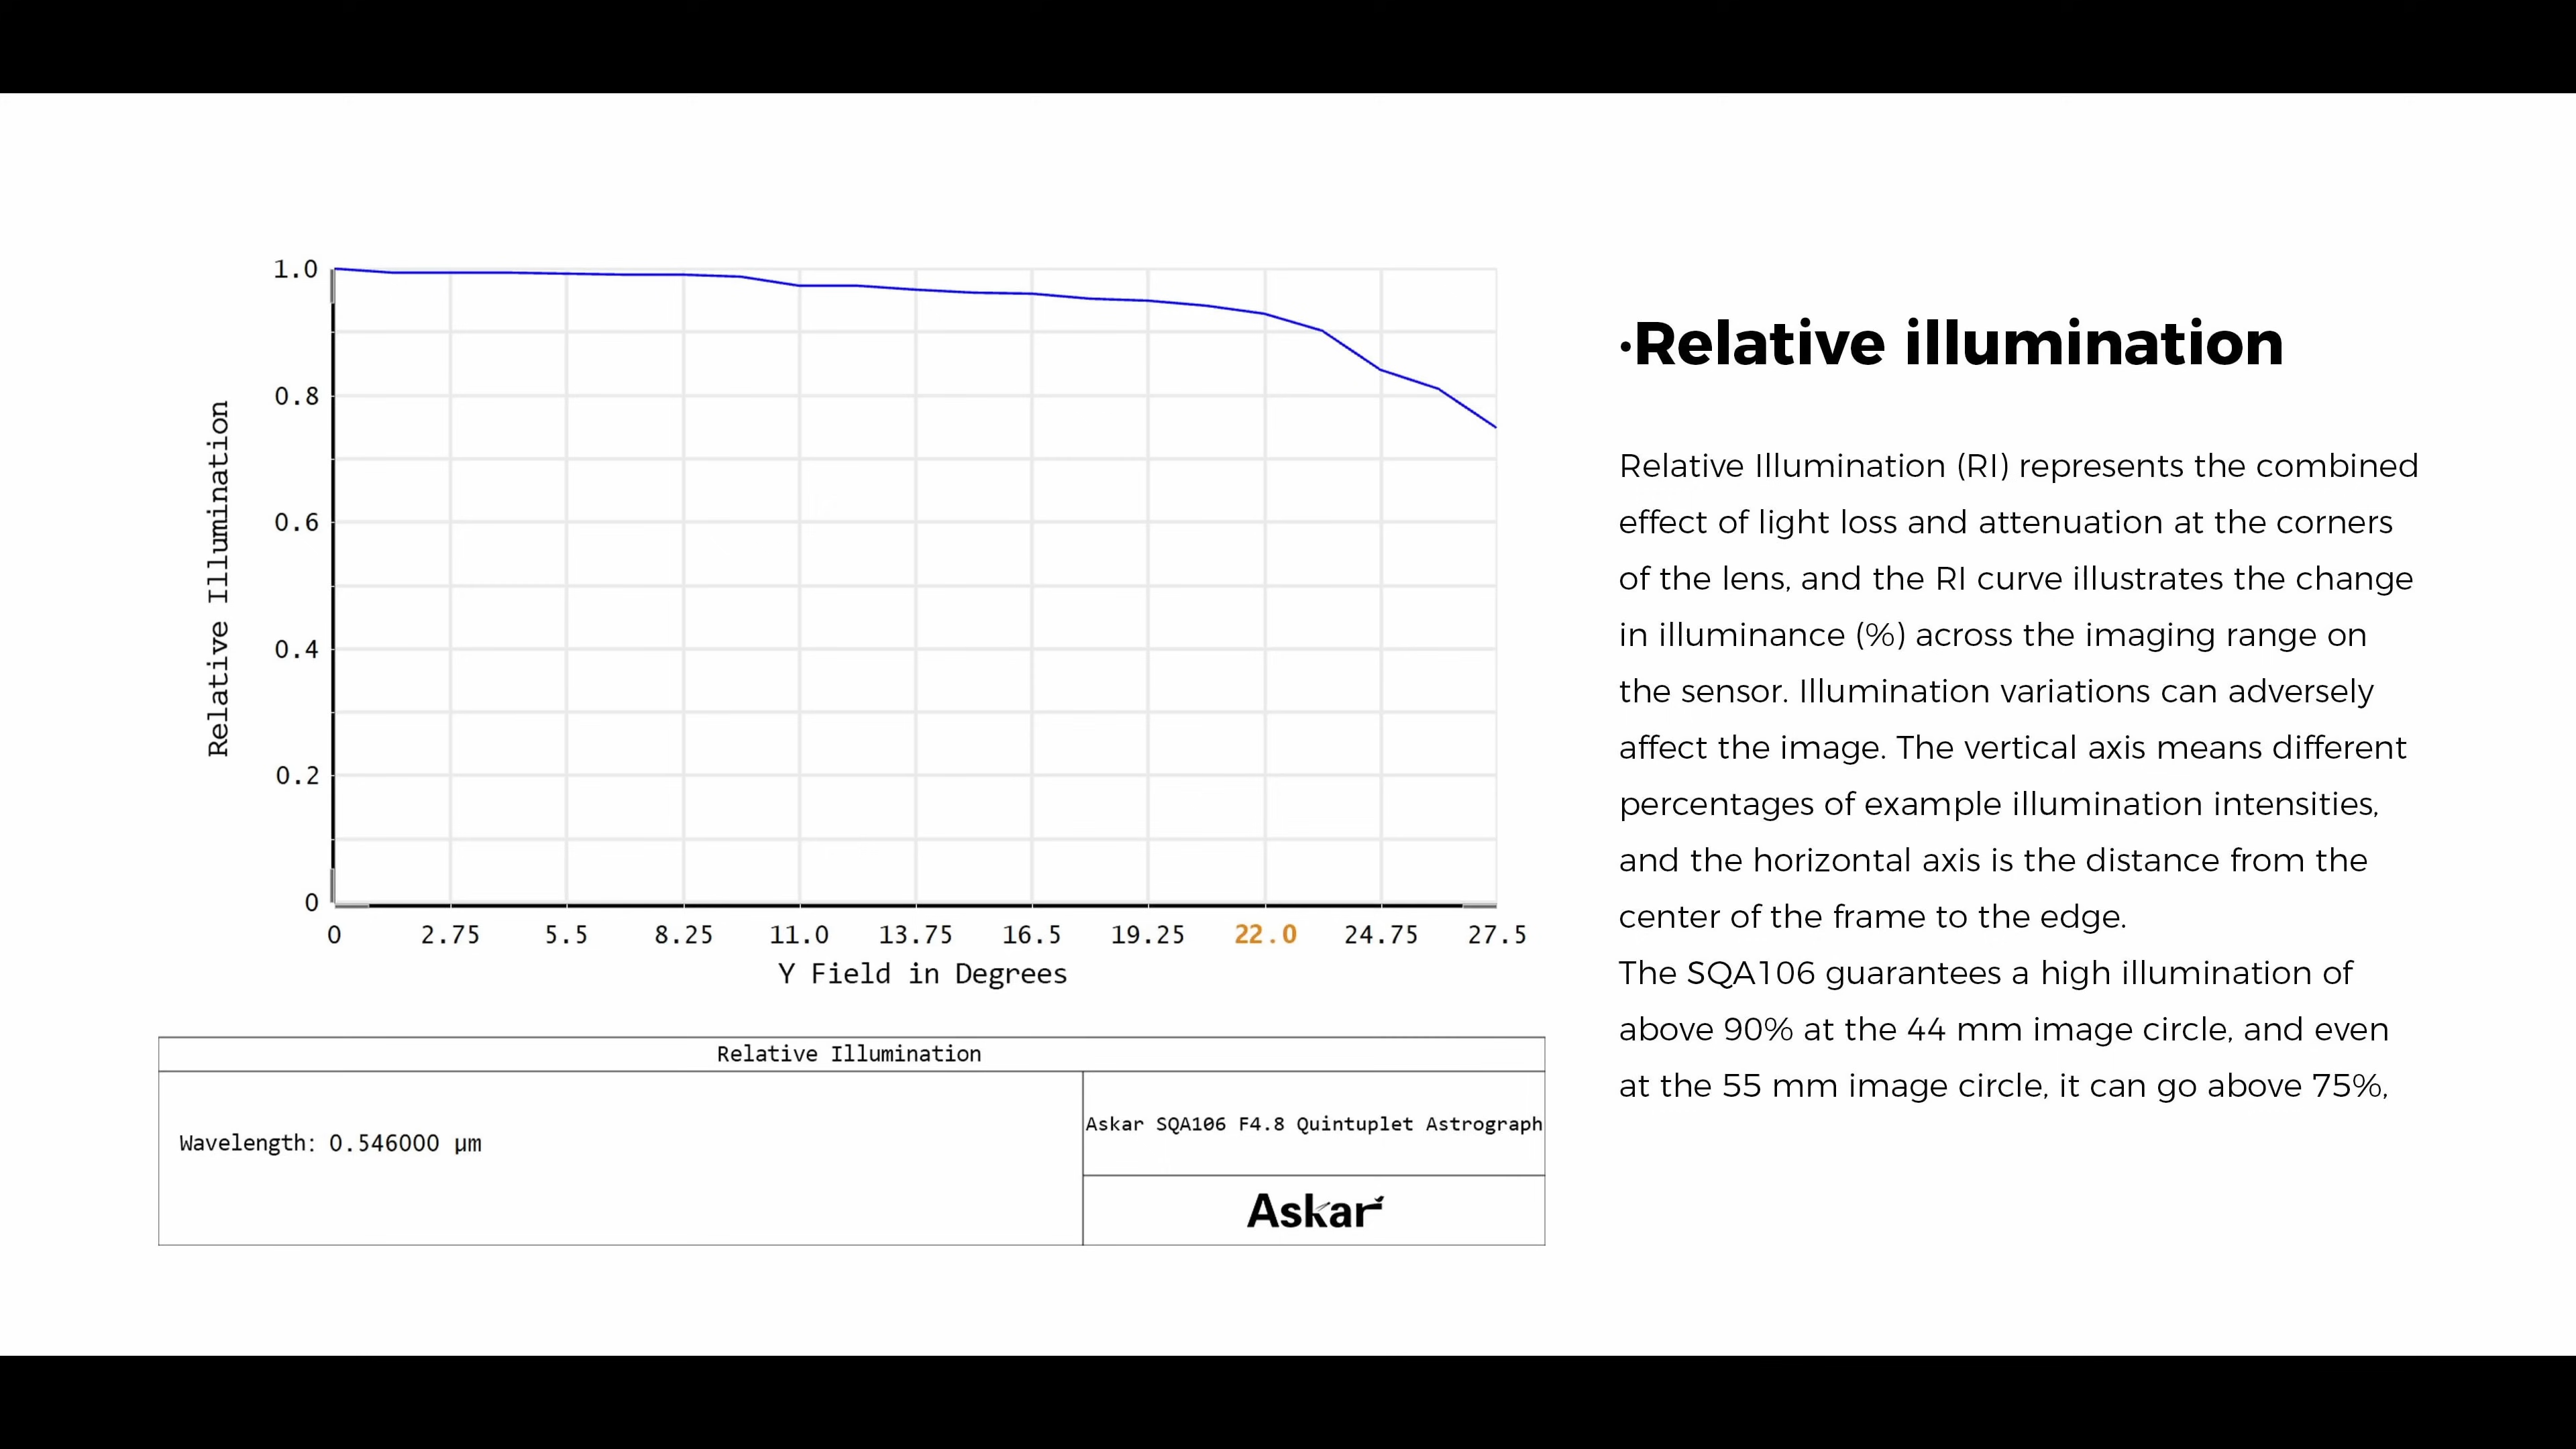 1.0
0.8
0.6
0.4
0.2
0
Relative Illumination
0 2.75 5.5 8.25 11.0 13.75 16.5 19.25 22.0 24.75 27.5
Y Field in Degrees
Relative Illumination
Wavelength: 0.546000 µm
Askar SQA106 F4.8 Quintuplet Astrograph
Askar
·Relative illumination
Relative Illumination (RI) represents the combined
effect of light loss and attenuation at the corners
of the lens, and the RI curve illustrates the change
in illuminance (%) across the imaging range on
the sensor. Illumination variations can adversely
affect the image. The vertical axis means different
percentages of example illumination intensities,
and the horizontal axis is the distance from the
center of the frame to the edge.
The SQA106 guarantees a high illumination of
above 90% at the 44 mm image circle, and even
at the 55 mm image circle, it can go above 75%,